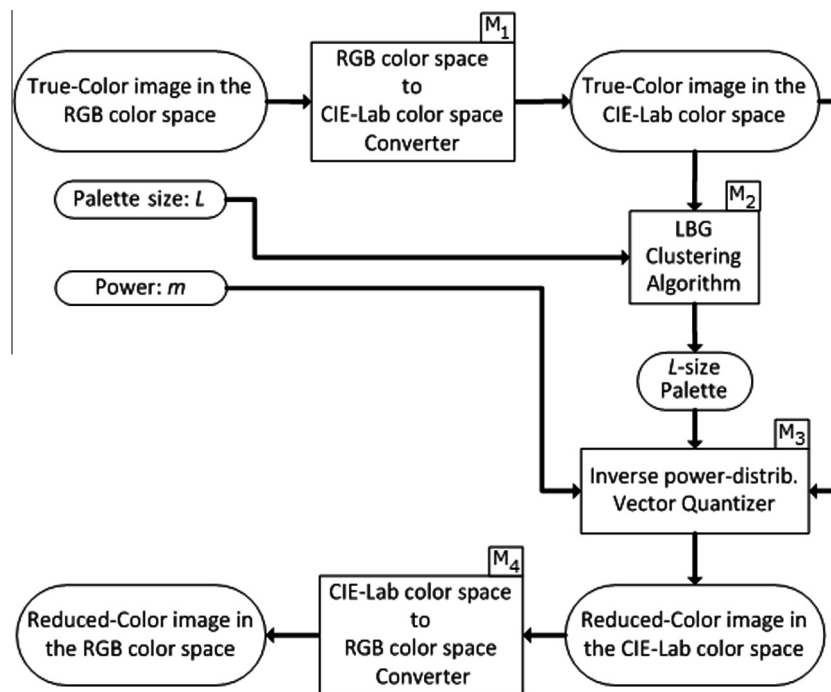 M1
True-Color image in the
RGB color space
RGB color space
to
CIE-Lab color space
Converter
True-Color image in the
CIE-Lab color space
Palette size: L
M2
LBG
Clustering
Algorithm
Power: m
L-size
Palette
M3
Inverse power-distrib.
Vector Quantizer
M4
Reduced-Color image in
the RGB color space
CIE-Lab color space
to
RGB color space
Converter
Reduced-Color image in
the CIE-Lab color space